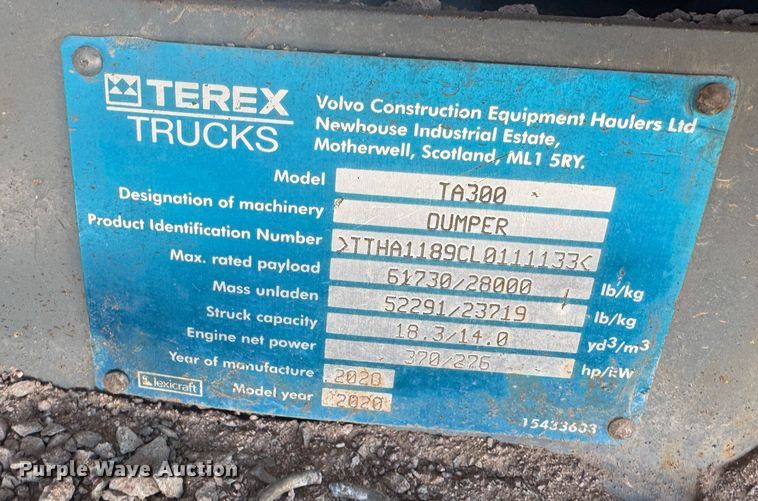 TEREX
TRUCKS
Volvo Construction Equipment Haulers Ltd
Newhouse Industrial Estate,
Motherwell, Scotland, ML1 5RY.
Model TA300
Designation of machinery DUMPER
Product Identification Number >TTHA1189CL0111133<
Max. rated payload 61730/28000 lb/kg
Mass unladen 52291/23719 lb/kg
Struck capacity 18.3/14.0 yd³/m³
Engine net power 370/276 hp/kW
Year of manufacture 2020
Model year 2020
lexicraft
15433603
Purple Wave Auction